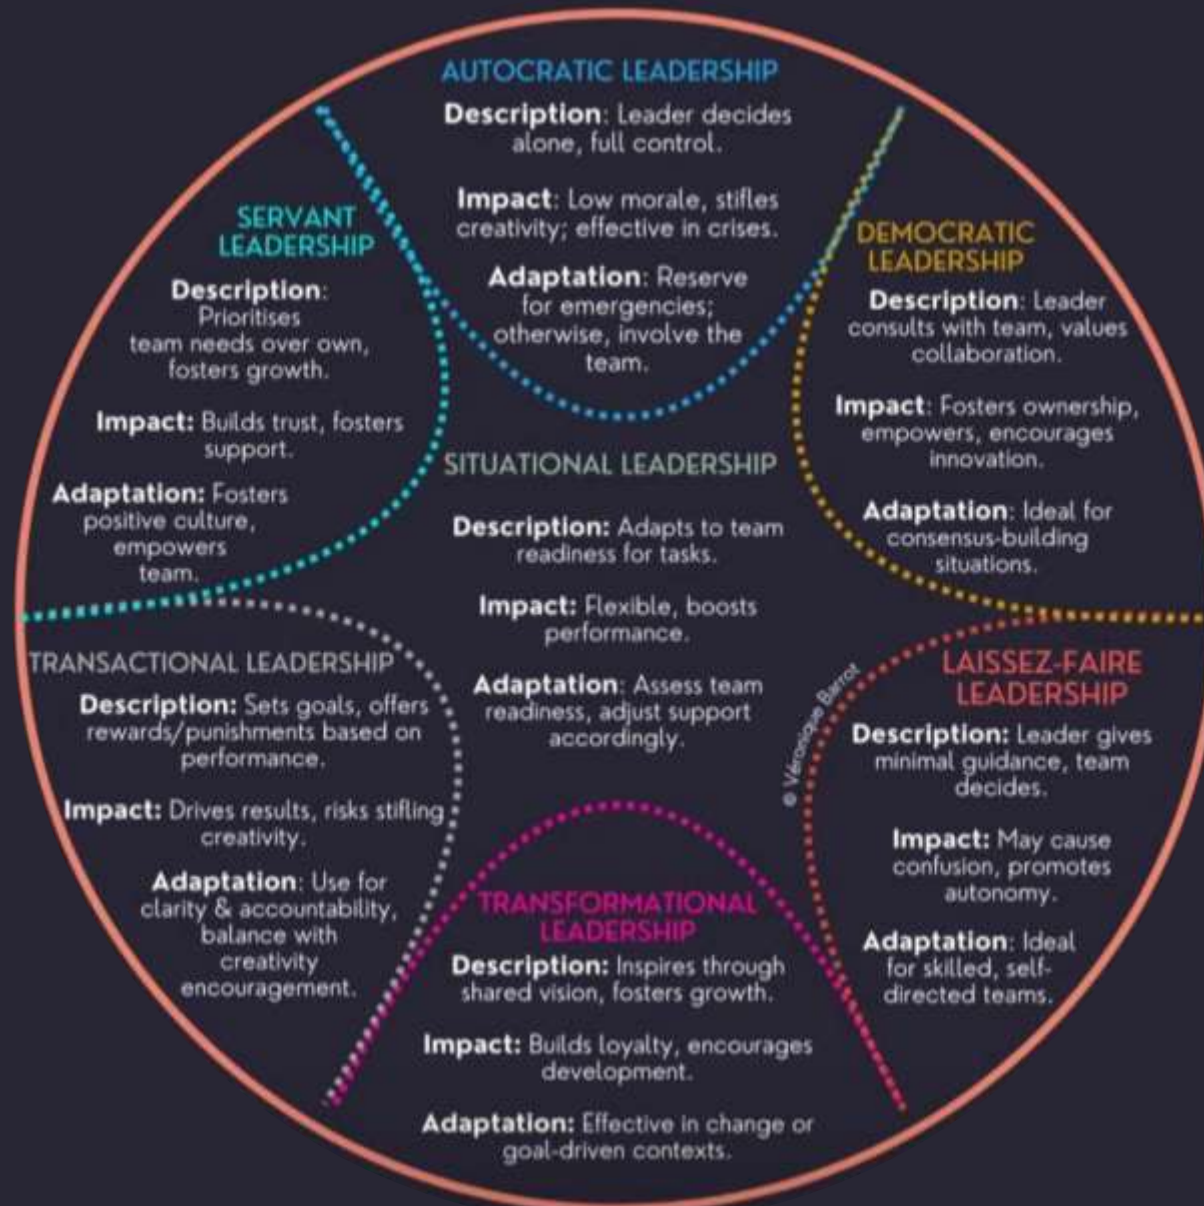 AUTOCRATIC LEADERSHIP
Description: Leader decides
alone, full control.
Impact: Low morale, stifles
creativity; effective in crises.
Adaptation: Reserve
for emergencies;
otherwise, involve the
team.
SERVANT
LEADERSHIP
Description:
Prioritises
team needs over own,
fosters growth.
Impact: Builds trust, fosters
support.
Adaptation: Fosters
positive culture,
empowers
team.
DEMOCRATIC
LEADERSHIP
Description: Leader
consults with team, values
collaboration.
Impact: Fosters ownership,
empowers, encourages
innovation.
Adaptation: Ideal for
consensus-building
situations.
SITUATIONAL LEADERSHIP
Description: Adapts to team
readiness for tasks.
Impact: Flexible, boosts
performance.
Adaptation: Assess team
readiness, adjust support
accordingly.
TRANSACTIONAL LEADERSHIP
Description: Sets goals, offers
rewards/punishments based on
performance.
Impact: Drives results, risks stifling
creativity.
Adaptation: Use for
clarity & accountability,
balance with
creativity
encouragement.
© Véronique Barrot
LAISSEZ-FAIRE
LEADERSHIP
Description: Leader gives
minimal guidance, team
decides.
Impact: May cause
confusion, promotes
autonomy.
Adaptation: Ideal
for skilled, self-
directed teams.
TRANSFORMATIONAL
LEADERSHIP
Description: Inspires through
shared vision, fosters growth.
Impact: Builds loyalty, encourages
development.
Adaptation: Effective in change or
goal-driven contexts.